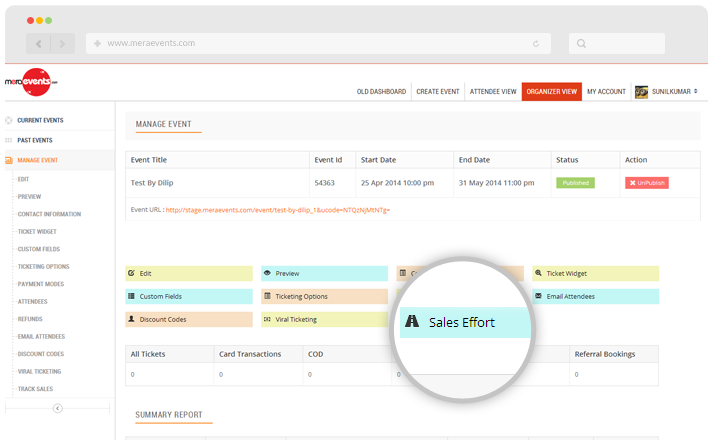 www.meraevents.com
meraevents.com
OLD DASHBOARD CREATE EVENT ATTENDEE VIEW ORGANIZER VIEW MY ACCOUNT SUNILKUMAR
CURRENT EVENTS
PAST EVENTS
MANAGE EVENT
EDIT
PREVIEW
CONTACT INFORMATION
TICKET WIDGET
CUSTOM FIELDS
TICKETING OPTIONS
PAYMENT MODES
ATTENDEES
REFUNDS
EMAIL ATTENDEES
DISCOUNT CODES
VIRAL TICKETING
TRACK SALES
MANAGE EVENT
Event Title Event Id Start Date End Date Status Action
Test By Dilip 54363 25 Apr 2014 10:00 pm 31 May 2014 11:00 pm Published UnPublish
Event URL : http://stage.meraevents.com/event/test-by-dilip_1&ucode=NTQzNjMtNTg=
Edit Preview Ticket Widget
Custom Fields Ticketing Options Email Attendees
Discount Codes Viral Ticketing Sales Effort
All Tickets Card Transactions COD Referral Bookings
0 0 0 0 0
SUMMARY REPORT